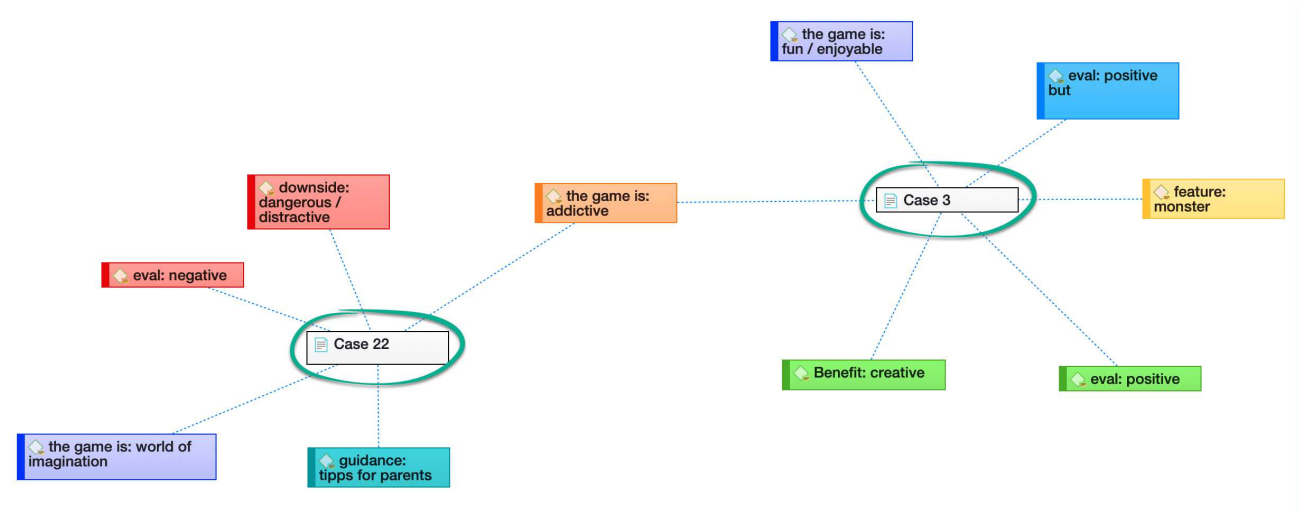 the game is:
fun / enjoyable
eval: positive
but
downside:
dangerous /
distractive
the game is:
addictive
Case 3
feature:
monster
eval: negative
Case 22
Benefit: creative
eval: positive
the game is: world of
imagination
guidance:
tipps for parents